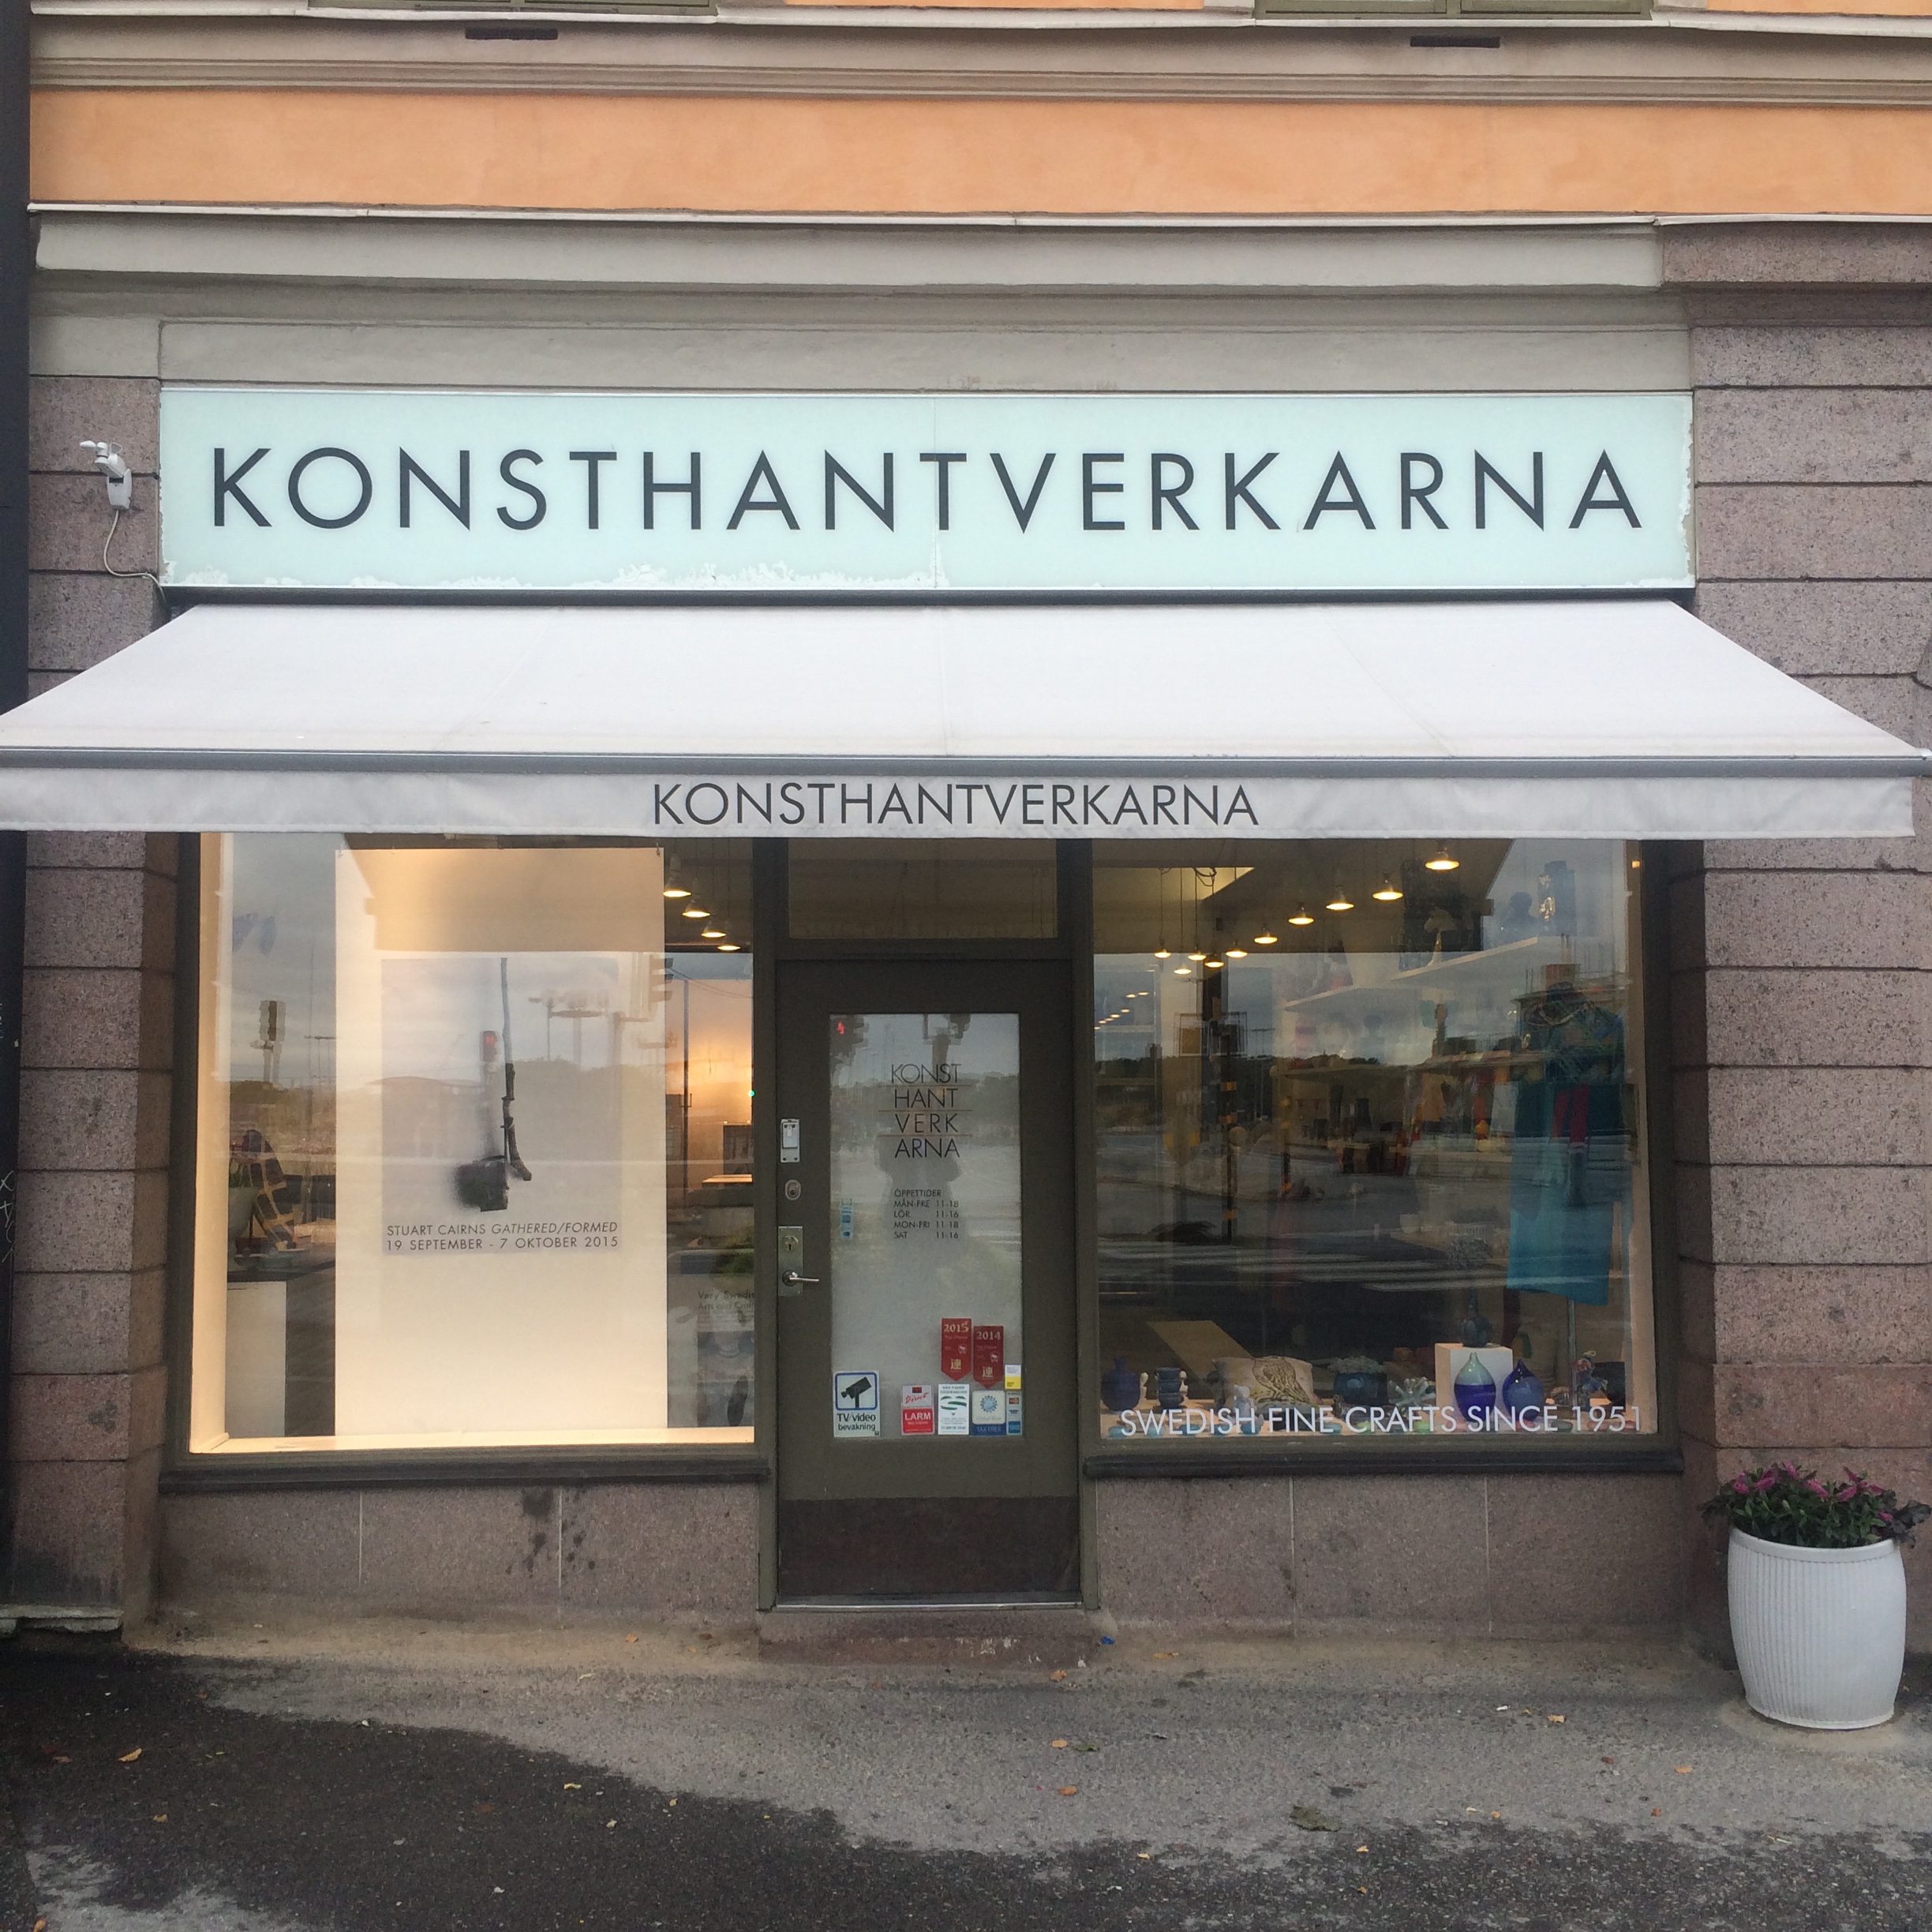 KONSTHANTVERKARNA
KONSTHANTVERKARNA
STUART CAIRNS GATHERED/FORMED
19 SEPTEMBER - 7 OKTOBER 2015
Very Swedish
KONST
HANT
VERK
ARNA
ÖPPETTIDER
MÅN-FRE 11-18
LÖR 11-16
MON-FRI 11-18
SAT 11-16
2015
2014
TV/video
bevakning
LARM
SWEDISH FINE CRAFTS SINCE 1951